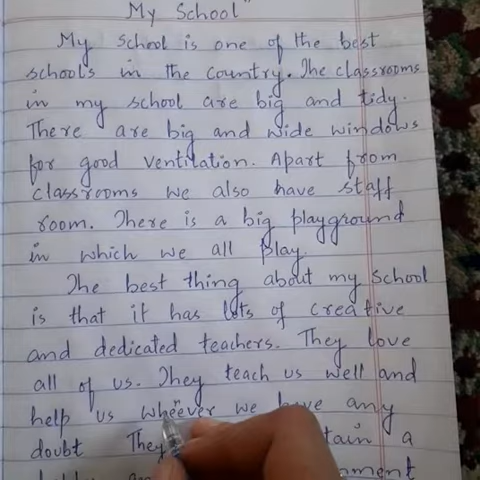 My School"
My school is one of the best
schools in the country. The classrooms
in my school are big and tidy.
There are big and wide windows
for good ventilation. Apart from
classrooms we also have staff
room. There is a big playground
in which we all play.
The best thing about my school
is that it has lots of creative
and dedicated teachers. They love
all of us. They teach us well and
help us wheever we have any
doubt They tain a